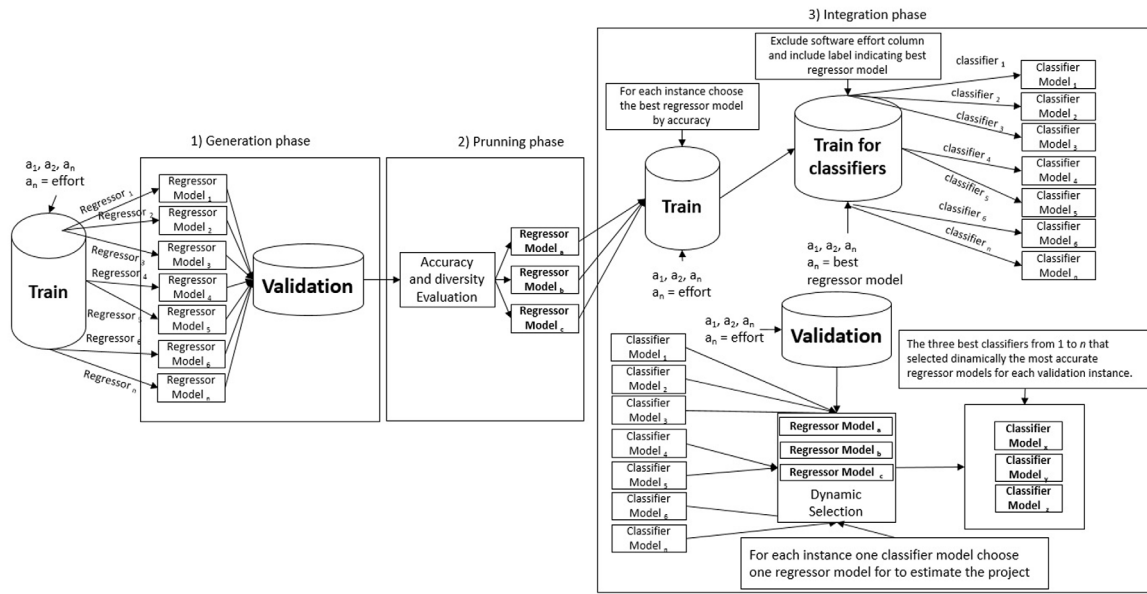 3) Integration phase
Exclude software effort column
and include label indicating best
regressor model
For each instance choose
the best regressor model
by accuracy
1) Generation phase
2) Prunning phase
a1, a2, an
an = effort
Train
Regressor 1
Regressor 2
Regressor 3
Regressor 4
Regressor
Regressor 6
Regressor n
Regressor
Model 1
Regressor
Model 2
Regressor
Model 3
Regressor
Model 4
Regressor
Model 5
Regressor
Model 6
Regressor
Model n
Validation
Accuracy
and diversity
Evaluation
Regressor
Model a
Regressor
Model b
Regressor
Model c
Train
a1, a2, an
an = effort
Train for
classifiers
a1, a2, an
an = best
regressor model
classifier 1
classifier 2
classifier 3
classifier 4
classifier 5
classifier 6
classifier n
Classifier
Model 1
Classifier
Model 2
Classifier
Model 3
Classifier
Model 4
Classifier
Model 5
Classifier
Model 6
Classifier
Model n
a1, a2, an
an = effort
Validation
Classifier
Model 1
Classifier
Model 2
Classifier
Model 3
Classifier
Model 4
Classifier
Model 5
Classifier
Model 6
Classifier
Model n
Regressor Model a
Regressor Model b
Regressor Model c
Dynamic
Selection
The three best classifiers from 1 to n that
selected dinamically the most accurate
regressor models for each validation instance.
Classifier
Model x
Classifier
Model y
Classifier
Model z
For each instance one classifier model choose
one regressor model for to estimate the project